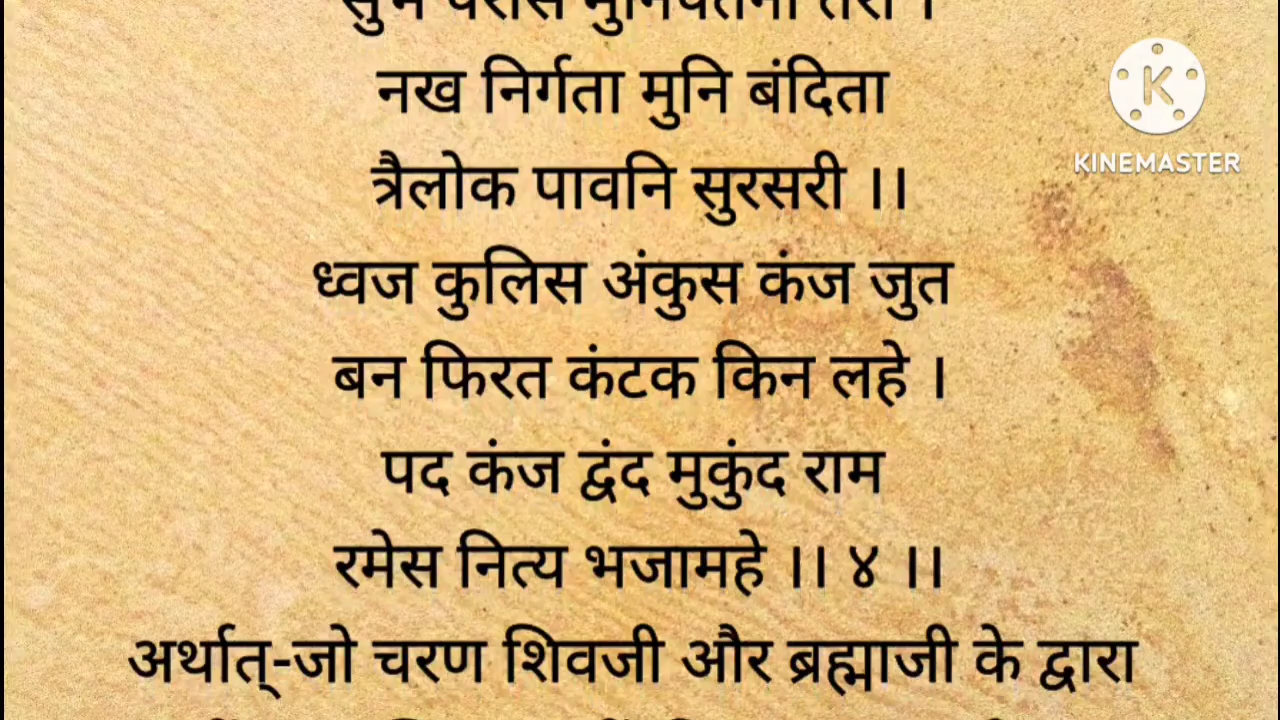 नख निर्गता मुनि बंदिता
त्रैलोक पावनि सुरसरी ।।
ध्वज कुलिस अंकुस कंज जुत
बन फिरत कंटक किन लहे ।
पद कंज द्वंद मुकुंद राम
रमेस नित्य भजामहे ।। ४ ।।
अर्थात्-जो चरण शिवजी और ब्रह्माजी के द्वारा
K
KINEMASTER